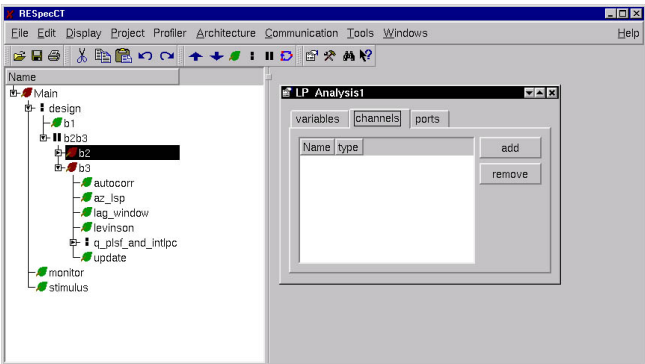 RESpecCT
File Edit Display Project Profiler Architecture Communication Tools Windows Help
Name
Main
design
b1
b2b3
b2
b3
autocorr
az_lsp
lag_window
levinson
q_plsf_and_intlpc
update
monitor
stimulus
LP_Analysis1
variables channels ports
Name type
add
remove